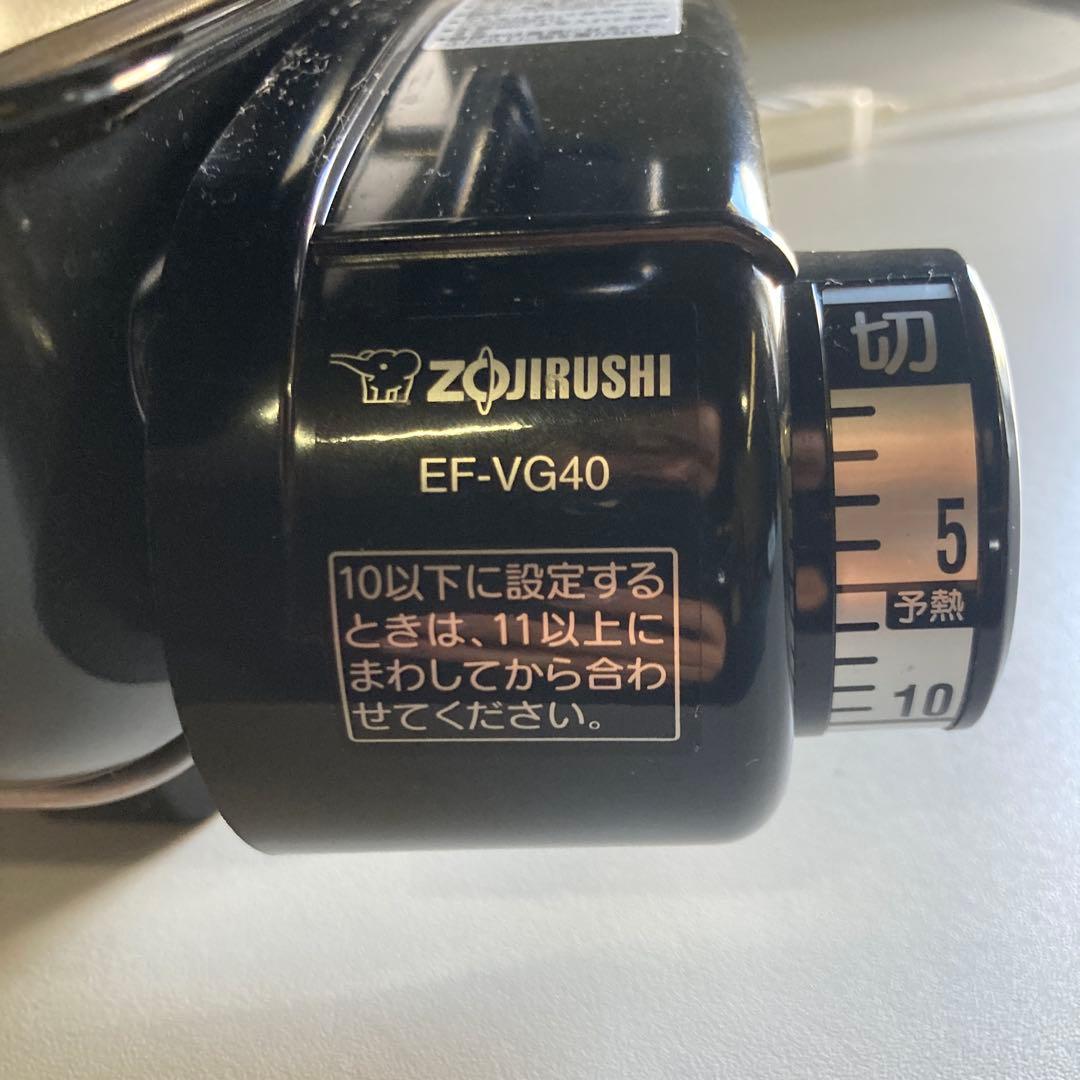 ZOJIRUSHI
EF-VG40
10以下に設定する
ときは、11以上に
まわしてから合わ
せてください。
切
5
予熱
10